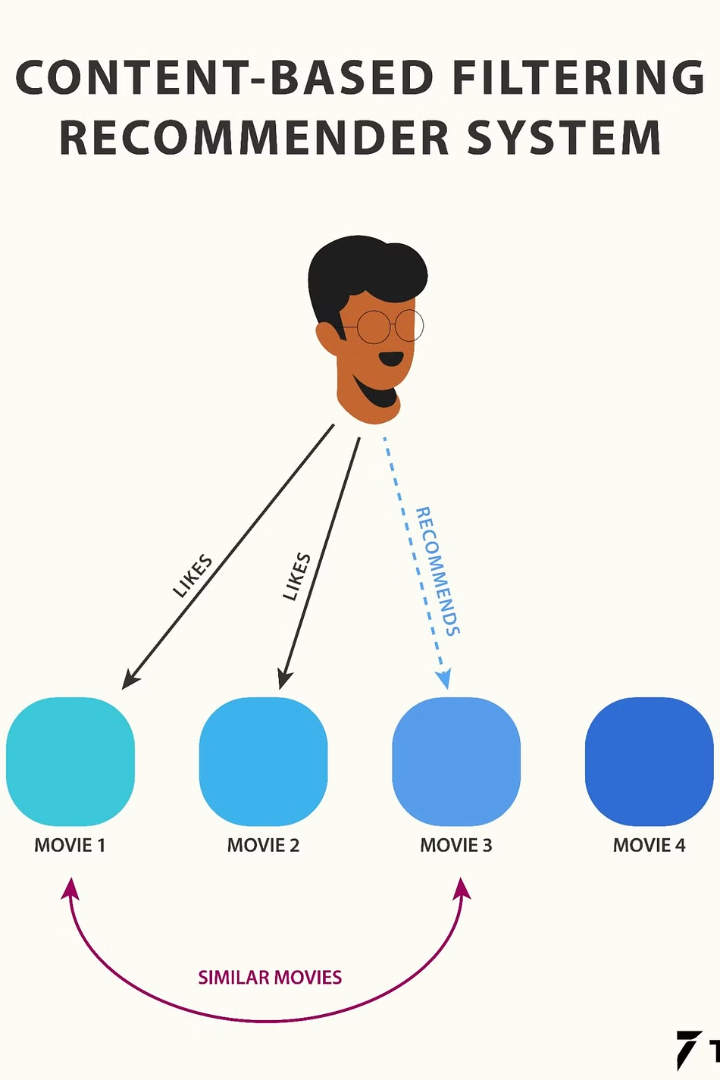 CONTENT-BASED FILTERING
RECOMMENDER SYSTEM
LIKES
LIKES
RECOMMENDS
MOVIE 1
MOVIE 2
MOVIE 3
MOVIE 4
SIMILAR MOVIES